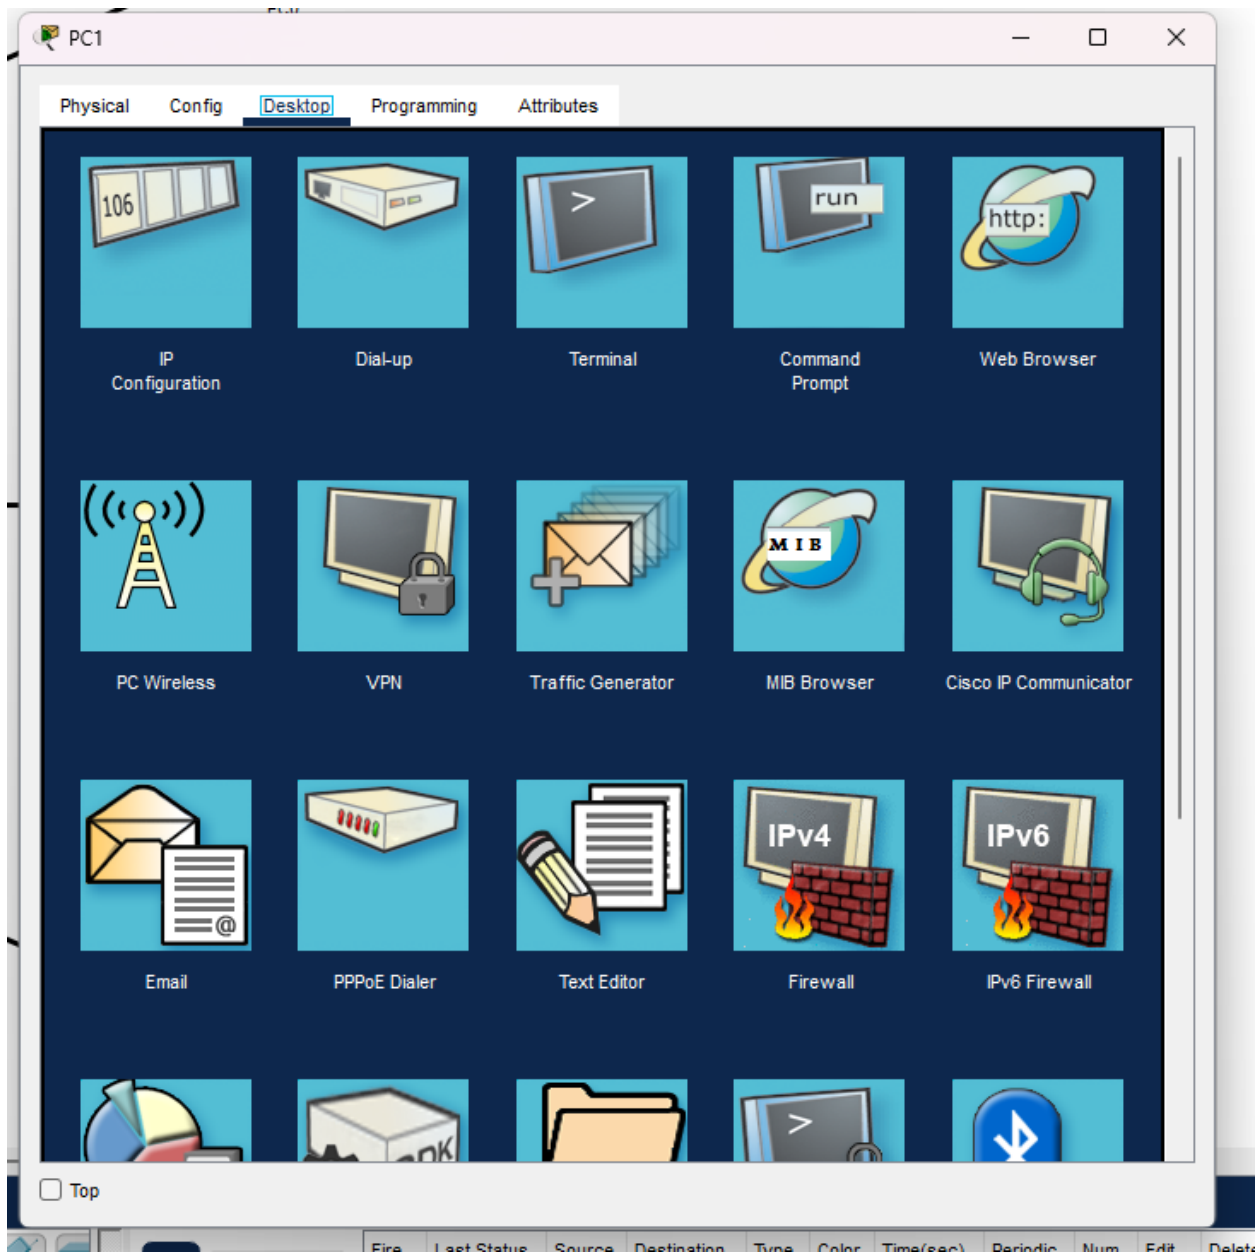 PC1
Physical Config Desktop Programming Attributes
106
>
run
http:
IP
Configuration
Dial-up
Terminal
Command
Prompt
Web Browser
MIB
PC Wireless
VPN
Traffic Generator
MIB Browser
Cisco IP Communicator
IPv4
IPv6
@
Email
PPPoE Dialer
Text Editor
Firewall
IPv6 Firewall
>
Top
Fire Last Status Source Destination Type Color Time(sec) Periodic Num Edit